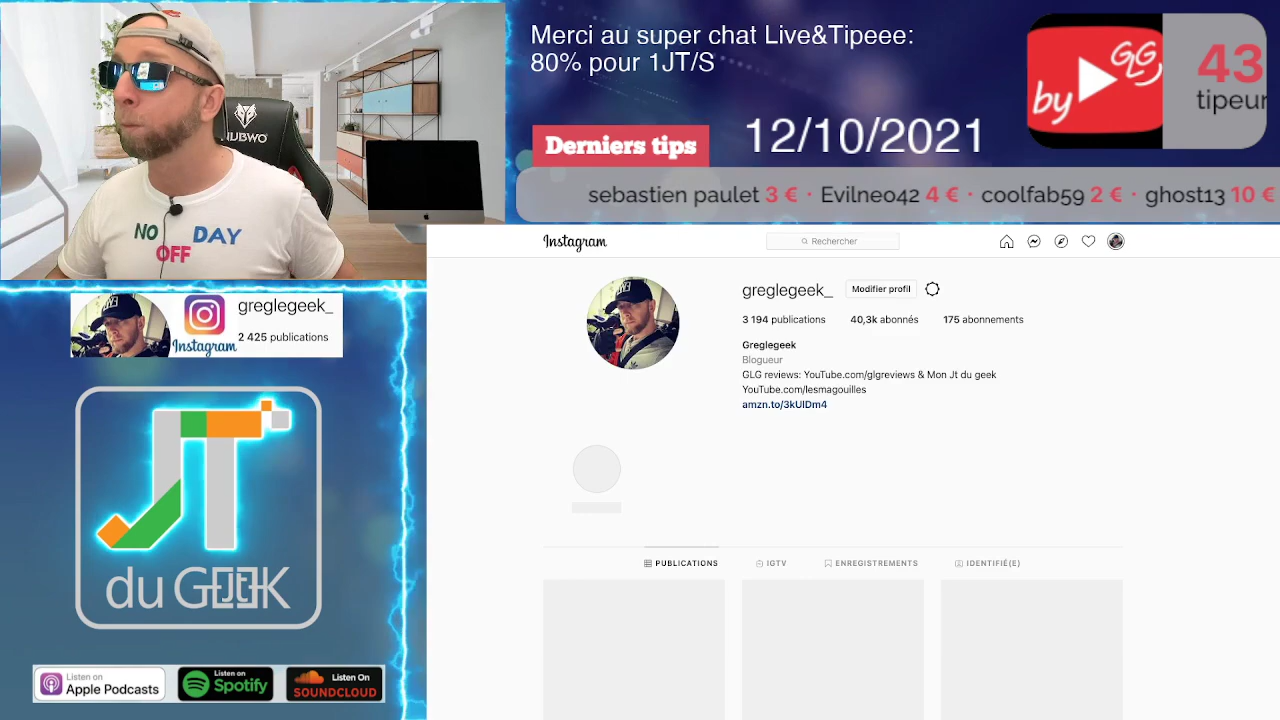 Merci au super chat Live&Tipeee:
80% pour 1JT/S
Derniers tips
12/10/2021
by GLG
43
tipeur
sebastien paulet 3 € · Evilneo42 4 € · coolfab59 2 € · ghost13 10 €
NUBWO
NO DAY
OFF
greglegeek_
Instagram
2 425 publications
JT
du GEEK
Listen on
Apple Podcasts
Listen on
Spotify
Listen On
SOUNDCLOUD
Instagram
Rechercher
greglegeek_
Modifier profil
3 194 publications 40,3k abonnés 175 abonnements
Greglegeek
Blogueur
GLG reviews: YouTube.com/glgreviews & Mon Jt du geek
YouTube.com/lesmagouilles
amzn.to/3kUlDm4
PUBLICATIONS IGTV ENREGISTREMENTS IDENTIFIÉ(E)